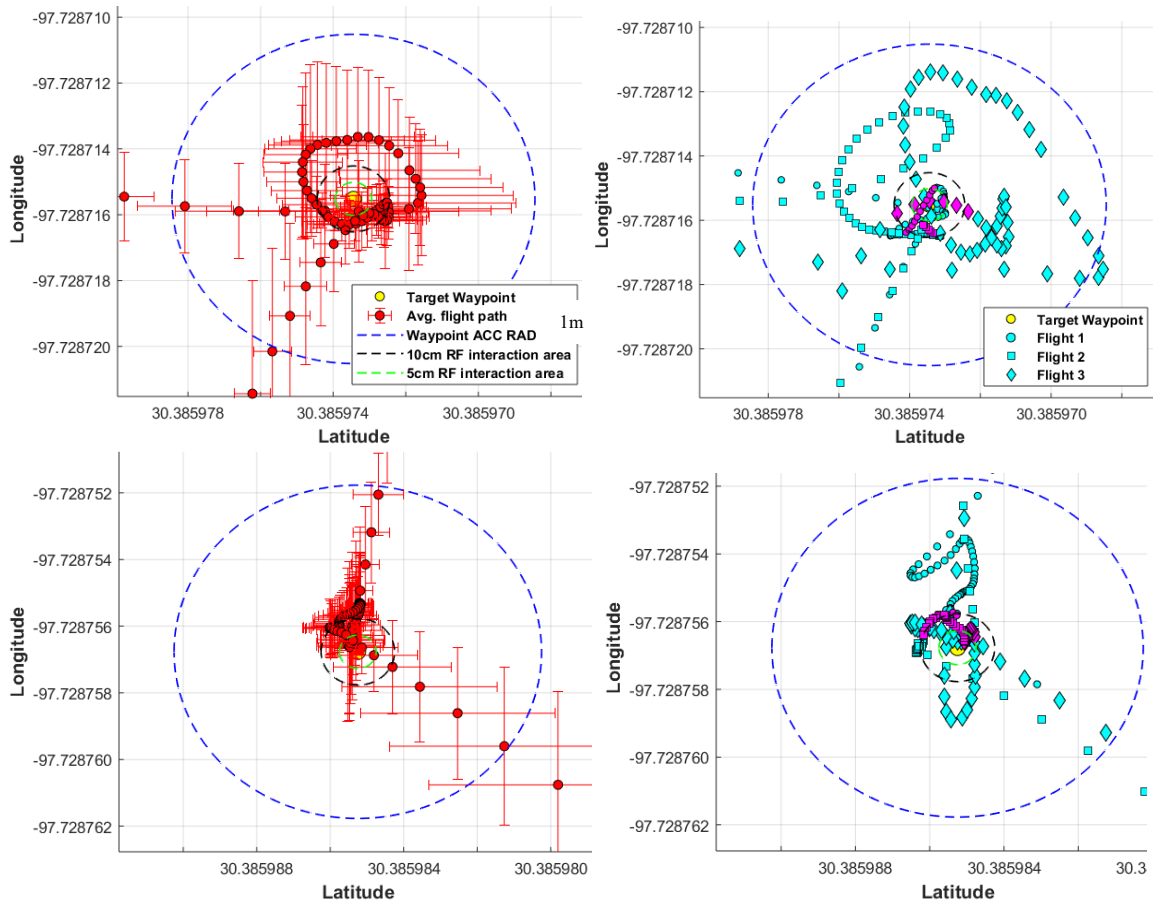 -97.728710
-97.728712
-97.728714
-97.728716
-97.728718
-97.728720
Longitude
30.385978
30.385974
30.385970
Latitude
Target Waypoint
Avg. flight path
Waypoint ACC RAD
10cm RF interaction area
5cm RF interaction area
1m
-97.728710
-97.728712
-97.728714
-97.728716
-97.728718
-97.728720
Longitude
30.385978
30.385974
30.385970
Latitude
Target Waypoint
Flight 1
Flight 2
Flight 3
-97.728752
-97.728754
-97.728756
-97.728758
-97.728760
-97.728762
Longitude
30.385988
30.385984
30.385980
Latitude
-97.728752
-97.728754
-97.728756
-97.728758
-97.728760
-97.728762
Longitude
30.385988
30.385984
30.3
Latitude